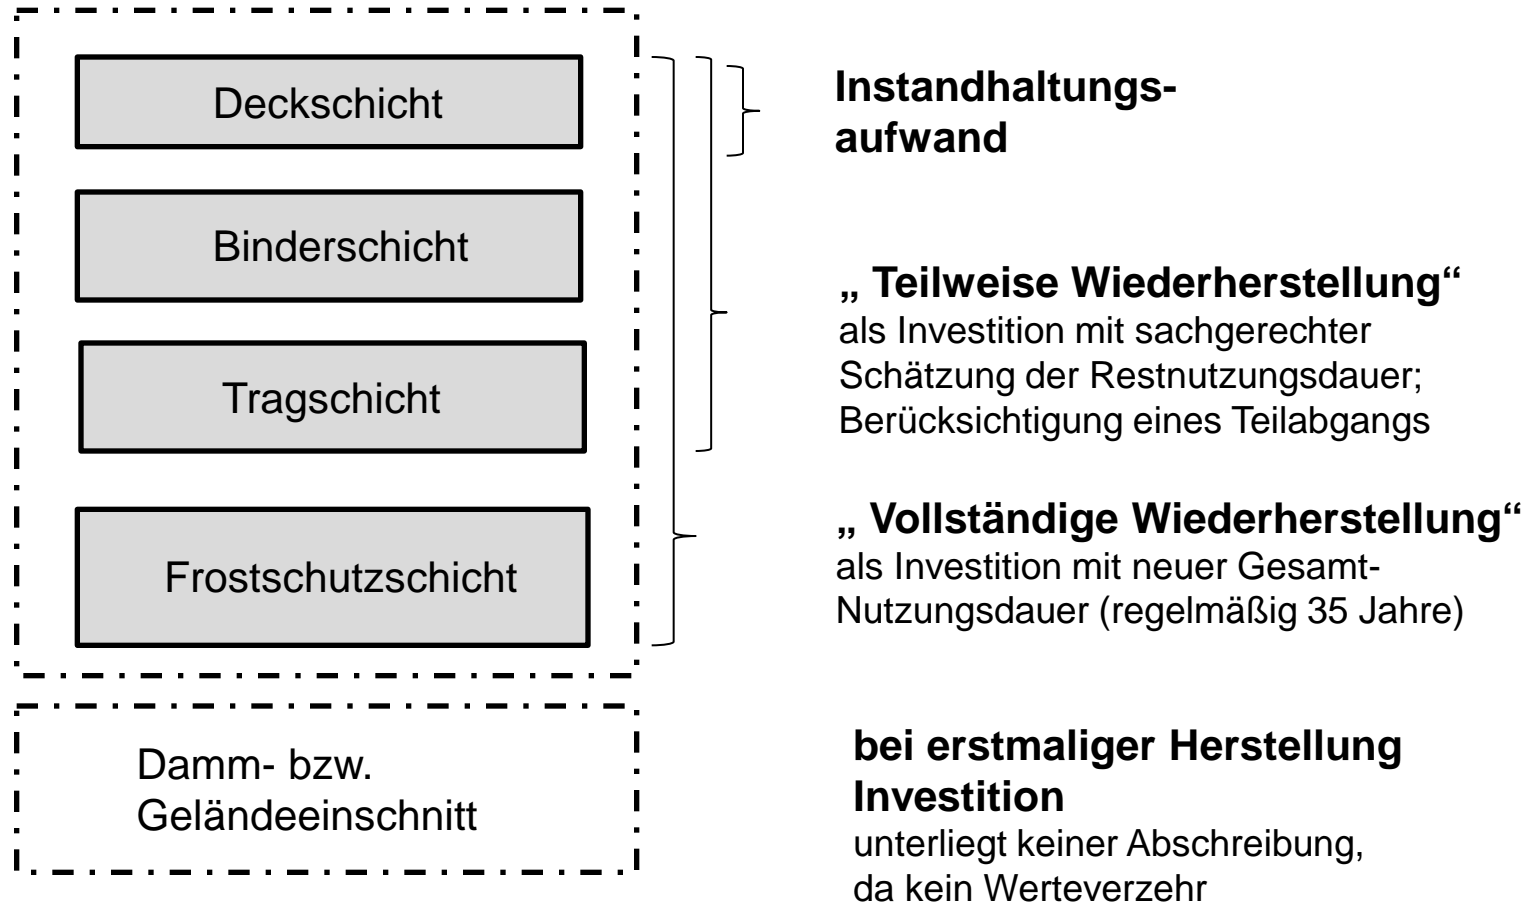 Deckschicht
Instandhaltungs-
aufwand
Binderschicht
„ Teilweise Wiederherstellung“
als Investition mit sachgerechter
Schätzung der Restnutzungsdauer;
Berücksichtigung eines Teilabgangs
Tragschicht
„ Vollständige Wiederherstellung“
als Investition mit neuer Gesamt-
Nutzungsdauer (regelmäßig 35 Jahre)
Frostschutzschicht
Damm- bzw.
Geländeeinschnitt
bei erstmaliger Herstellung
Investition
unterliegt keiner Abschreibung,
da kein Werteverzehr